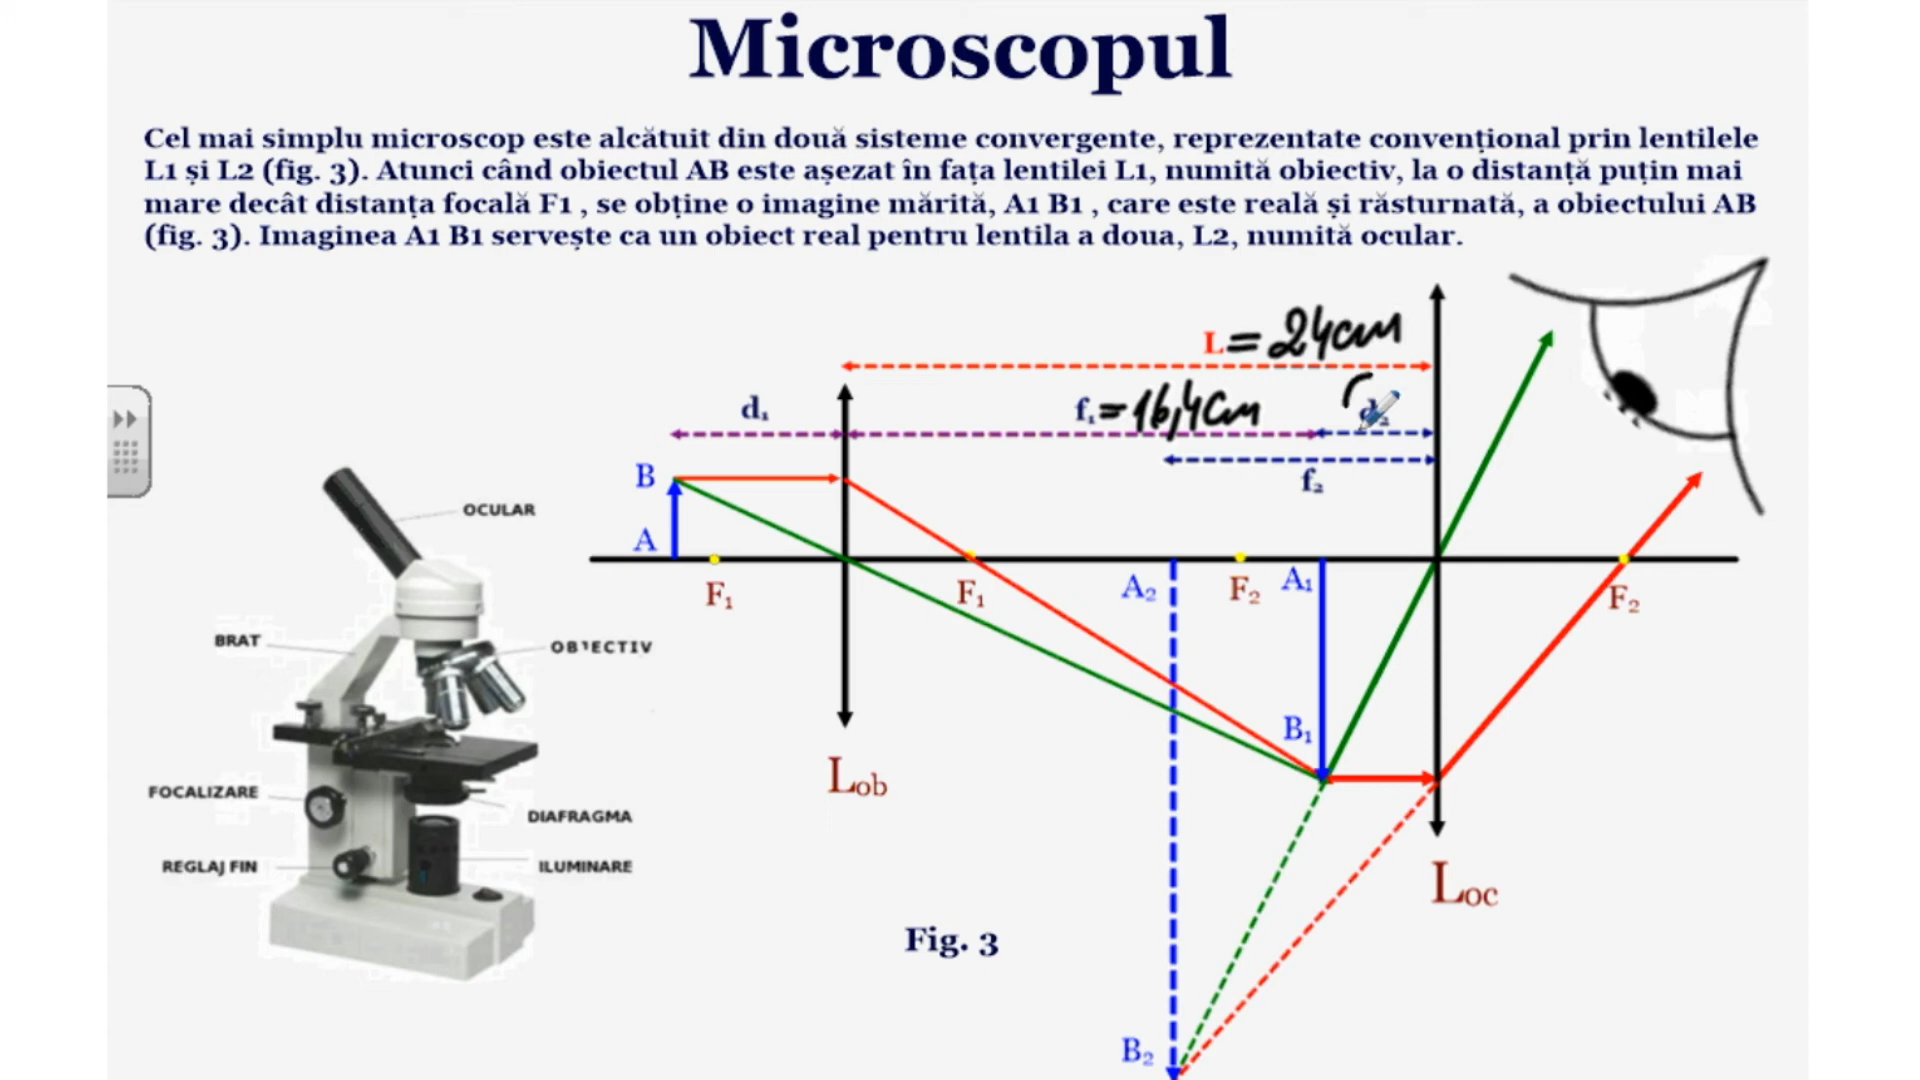 Microscopul
Cel mai simplu microscop este alcătuit din două sisteme convergente, reprezentate convențional prin lentilele
L1 și L2 (fig. 3). Atunci când obiectul AB este așezat în fața lentilei L1, numită obiectiv, la o distanță puțin mai
mare decât distanța focală F1 , se obține o imagine mărită, A1 B1 , care este reală și răsturnată, a obiectului AB
(fig. 3). Imaginea A1 B1 servește ca un obiect real pentru lentila a doua, L2, numită ocular.
L = 24cm
d₁ f₁ = 16,4cm
f₂
B
A
F₁ F₁ A₂ F₂ A₁ F₂
B₁
Lob
Loc
B₂
Fig. 3
OCULAR
BRAT
OBIECTIV
FOCALIZARE
DIAFRAGMA
REGLAJ FIN
ILUMINARE